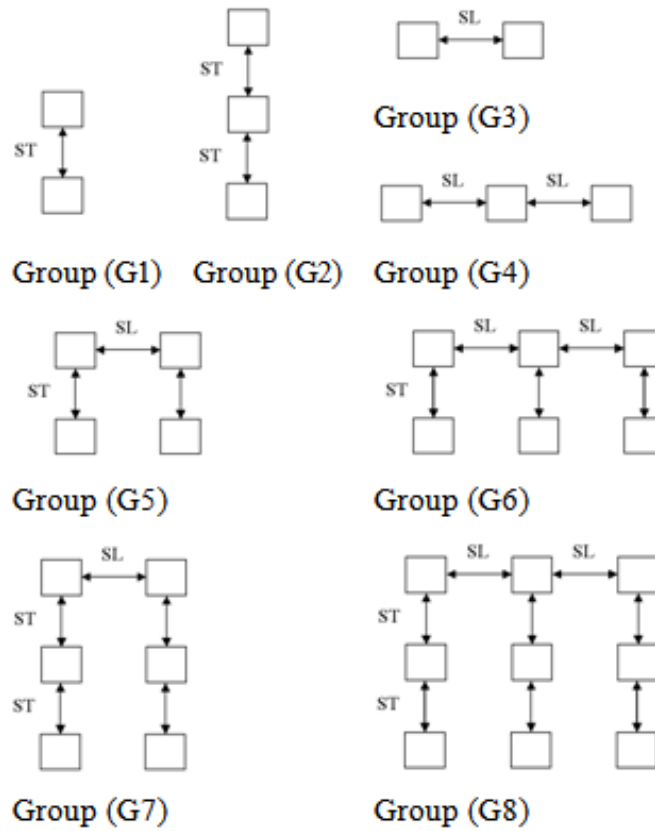 ST
ST
ST
SL
Group (G3)
SL
SL
Group (G1)
Group (G2)
Group (G4)
SL
ST
Group (G5)
SL
SL
ST
Group (G6)
SL
ST
ST
Group (G7)
SL
SL
ST
ST
Group (G8)